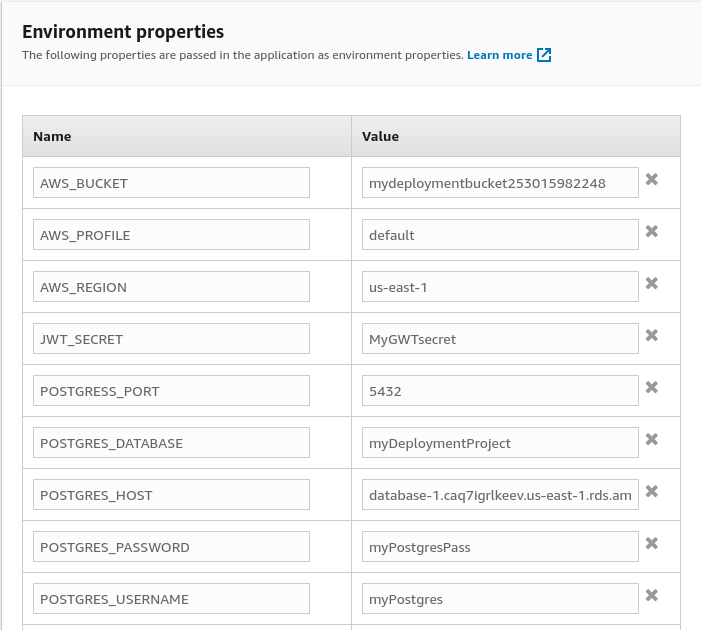 Environment properties
The following properties are passed in the application as environment properties. Learn more
Name Value
AWS_BUCKET mydeploymentbucket253015982248
AWS_PROFILE default
AWS_REGION us-east-1
JWT_SECRET MyGWTsecret
POSTGRESS_PORT 5432
POSTGRES_DATABASE myDeploymentProject
POSTGRES_HOST database-1.caq7igrlkeev.us-east-1.rds.am
POSTGRES_PASSWORD myPostgresPass
POSTGRES_USERNAME myPostgres